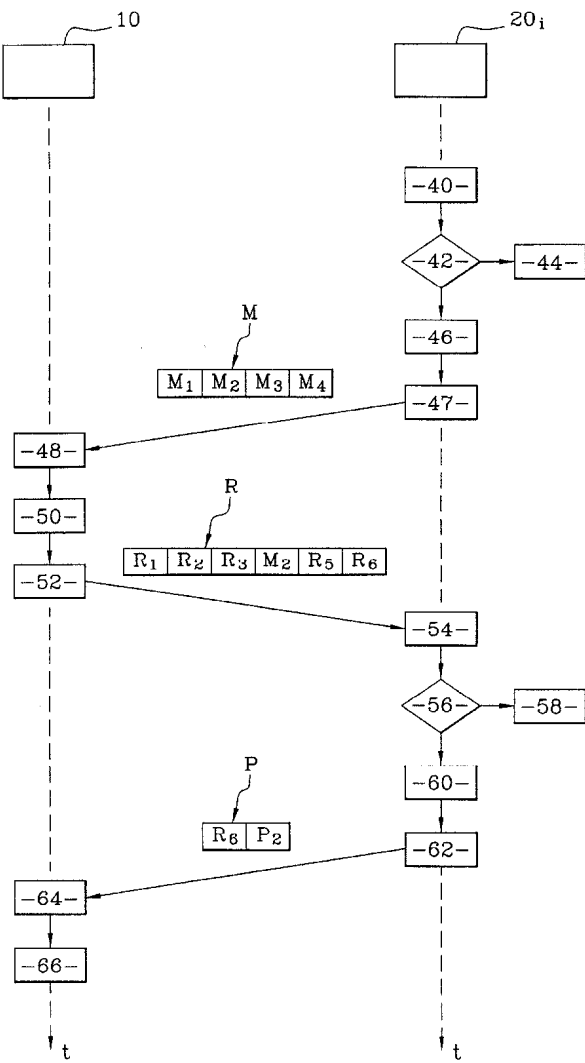 10
20i
-40-
-42-
-44-
-46-
M
M1 M2 M3 M4
-47-
-48-
-50-
R
R1 R2 R3 M2 R5 R6
-52-
-54-
-56-
-58-
-60-
P
R6 P2
-62-
-64-
-66-
t
t